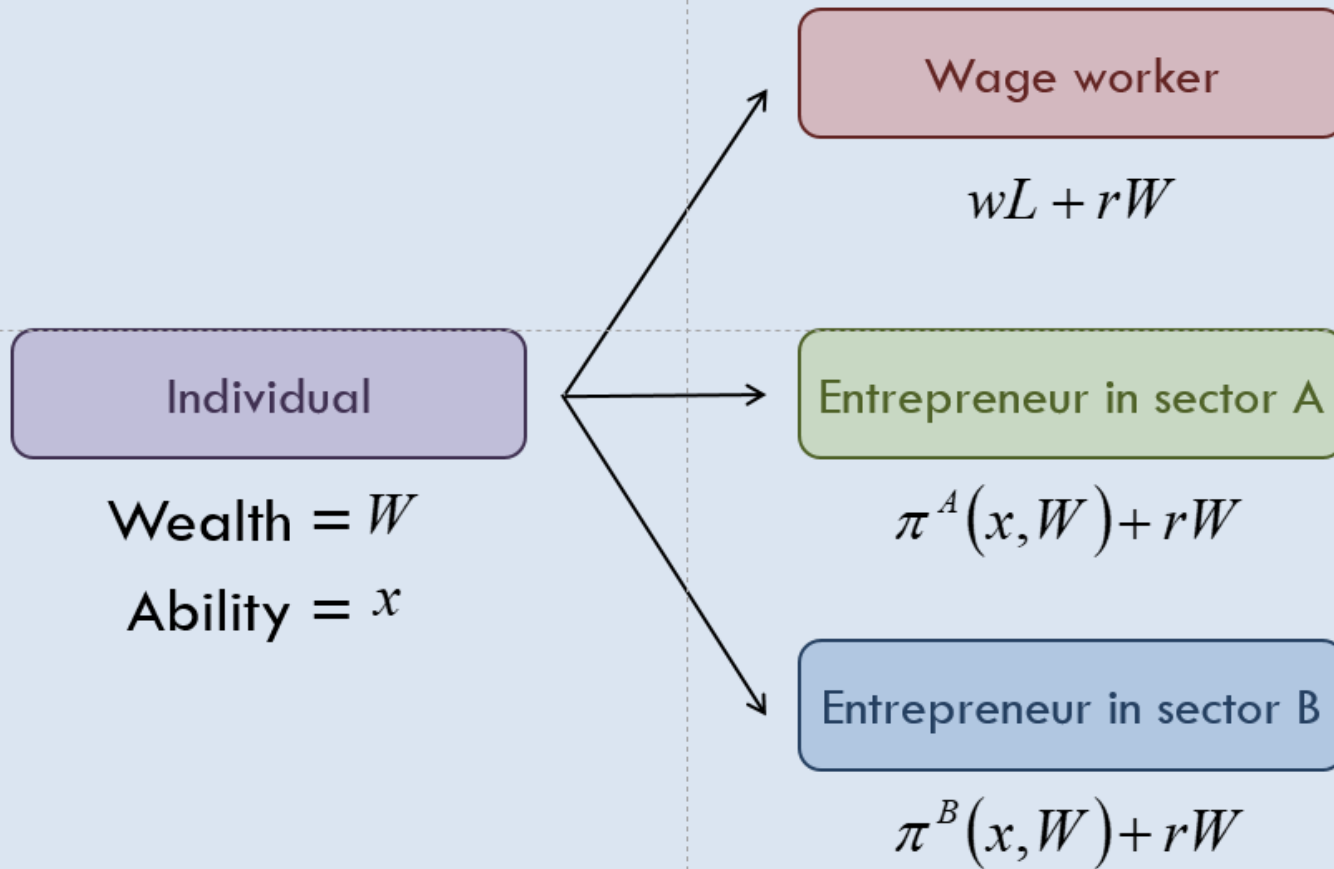 Wage worker
wL + rW
Individual
Wealth = W
Ability = x
Entrepreneur in sector A
π^A(x,W)+ rW
Entrepreneur in sector B
π^B(x,W)+ rW